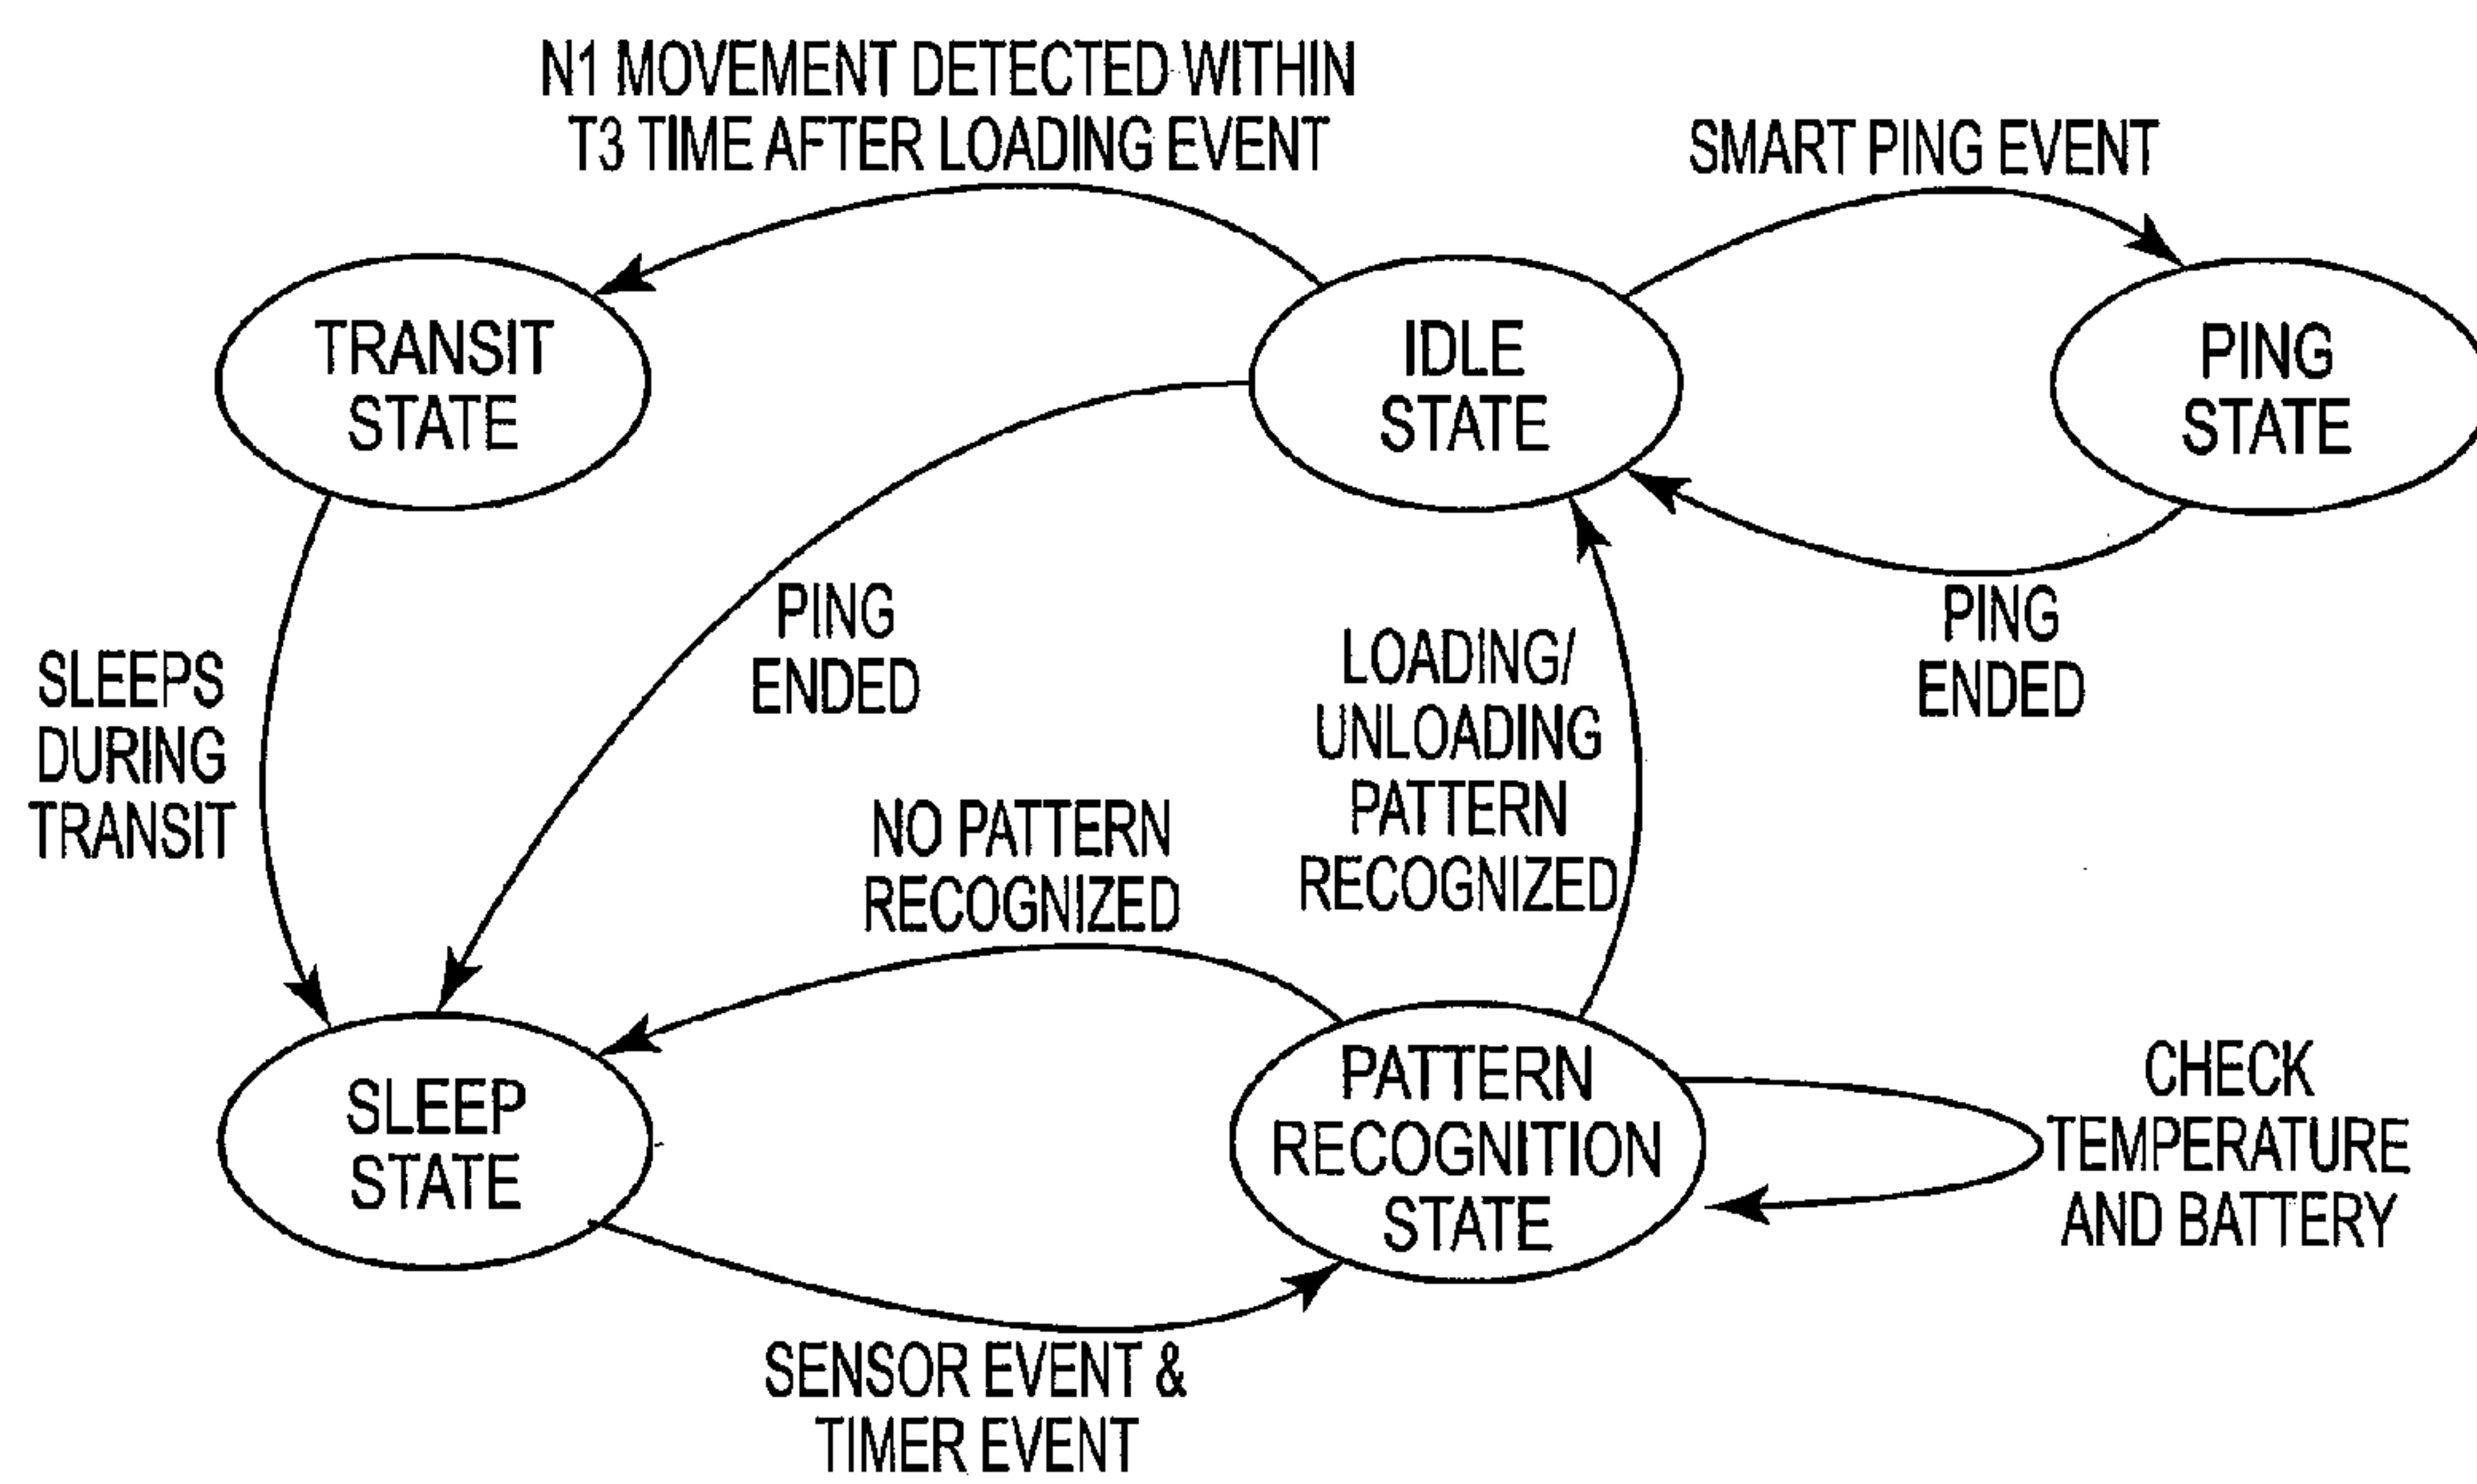 N1 MOVEMENT DETECTED WITHIN
T3 TIME AFTER LOADING EVENT
SMART PING EVENT
TRANSIT
STATE
IDLE
STATE
PING
STATE
SLEEPS
DURING
TRANSIT
PING
ENDED
LOADING/
UNLOADING
PATTERN
RECOGNIZED
PING
ENDED
NO PATTERN
RECOGNIZED
SLEEP
STATE
PATTERN
RECOGNITION
STATE
CHECK
TEMPERATURE
AND BATTERY
SENSOR EVENT &
TIMER EVENT